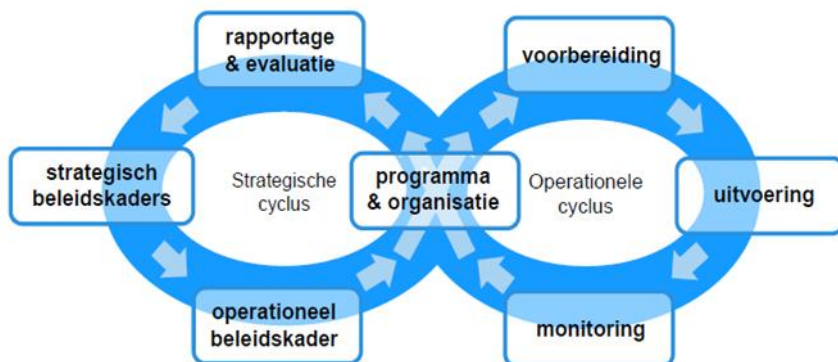 rapportage
& evaluatie
voorbereiding
strategisch
beleidskaders
Strategische
cyclus
programma
& organisatie
Operationele
cyclus
uitvoering
operationeel
beleidskader
monitoring